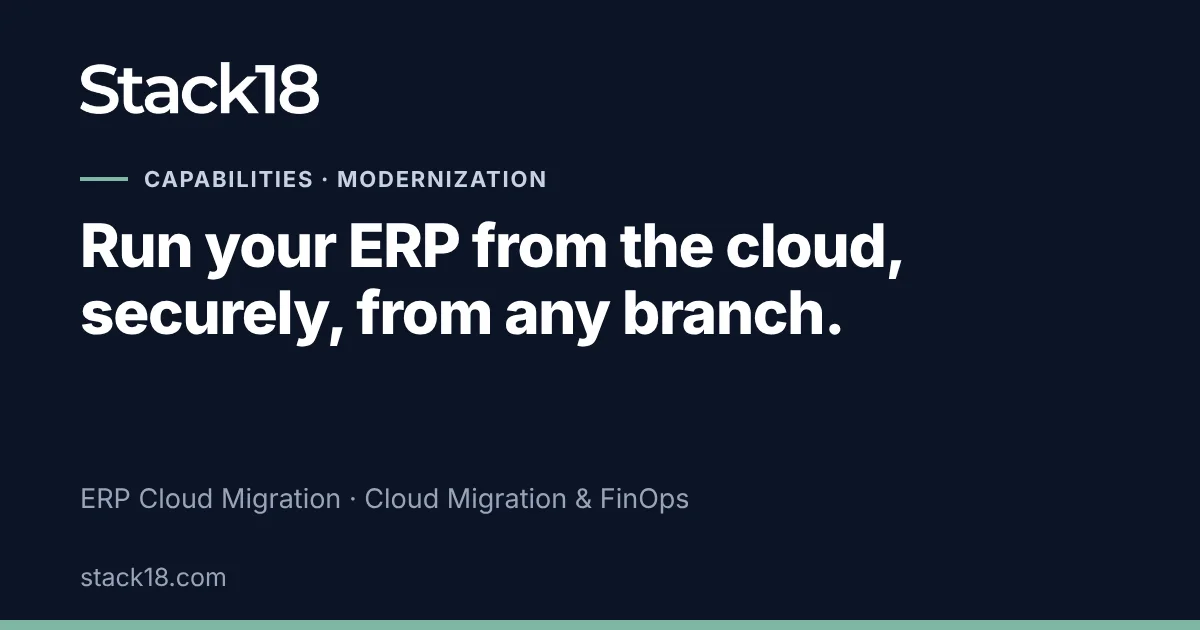 Stack18
CAPABILITIES · MODERNIZATION
Run your ERP from the cloud,
securely, from any branch.
ERP Cloud Migration · Cloud Migration & FinOps
stack18.com